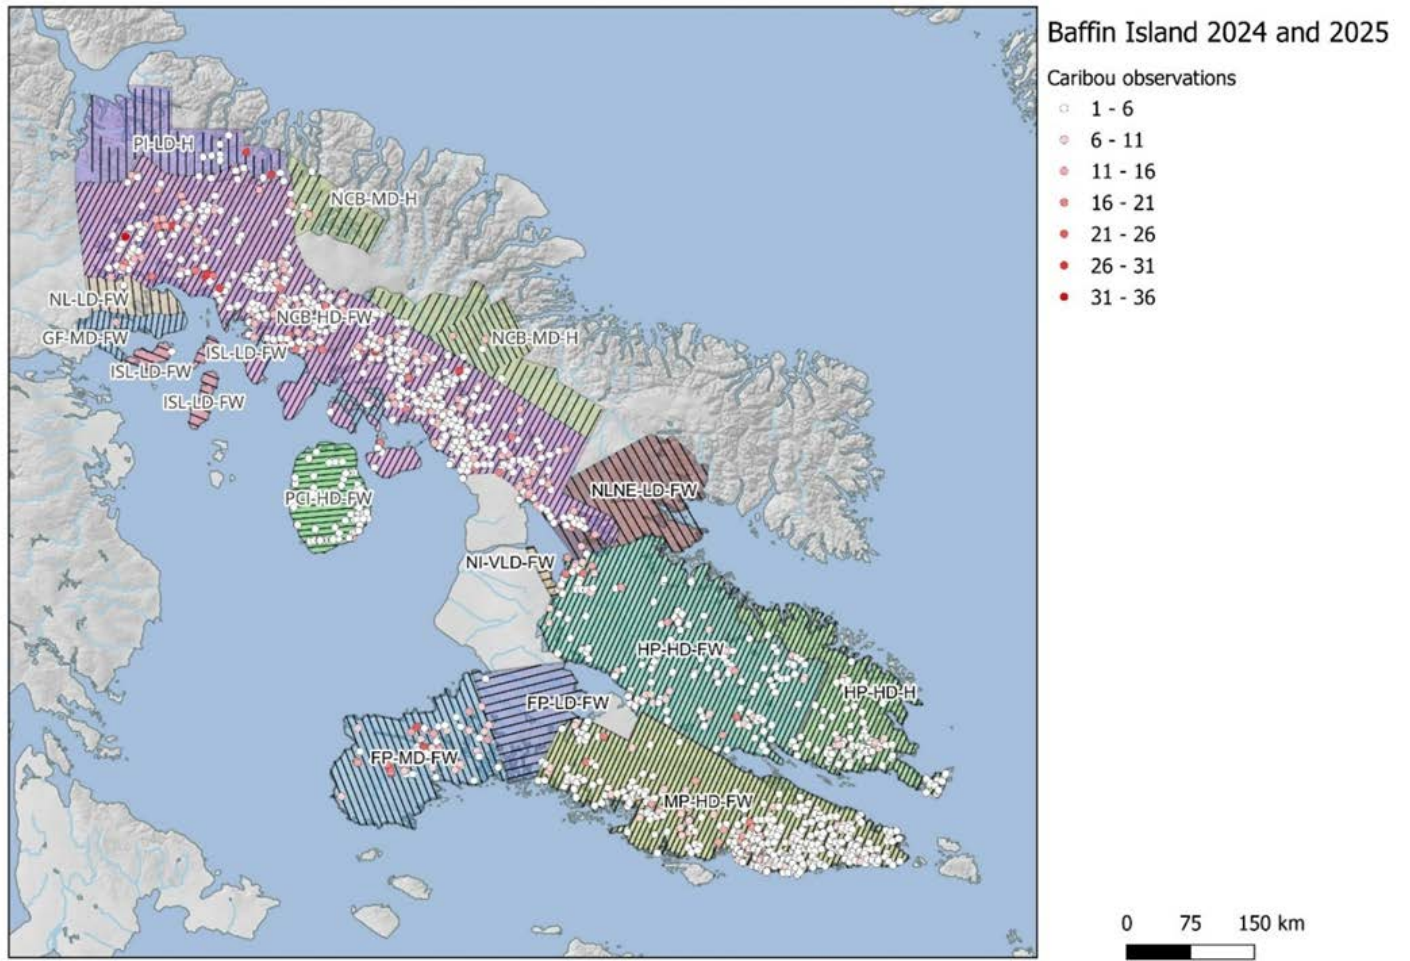 Baffin Island 2024 and 2025
Caribou observations
1 - 6
6 - 11
11 - 16
16 - 21
21 - 26
26 - 31
31 - 36
PI-LD-H
NCB-MD-H
NL-LD-FW
NCB-HD-FW
GF-MD-FW
NCB-MD-H
ISL-LD-FW
ISL-LD-FW
ISL-LD-FW
NLNE-LD-FW
PCI-HD-FW
NI-VLD-FW
HP-HD-FW
HP-HD-H
FP-LD-FW
FP-MD-FW
MP-HD-FW
0 75 150 km